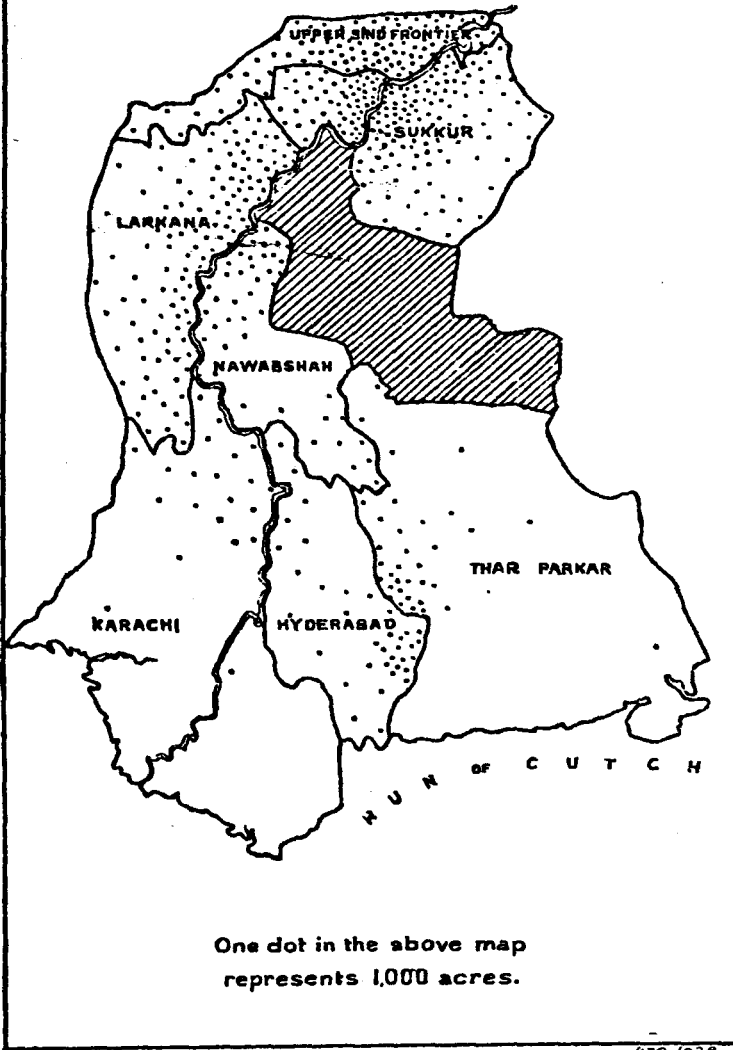 UPPER SIND FRONTIER
SUKKUR
LARKANA
NAWABSHAH
THAR PARKAR
KARACHI
HYDERABAD
HUN OF CUTCH
One dot in the above map
represents 1,000 acres.